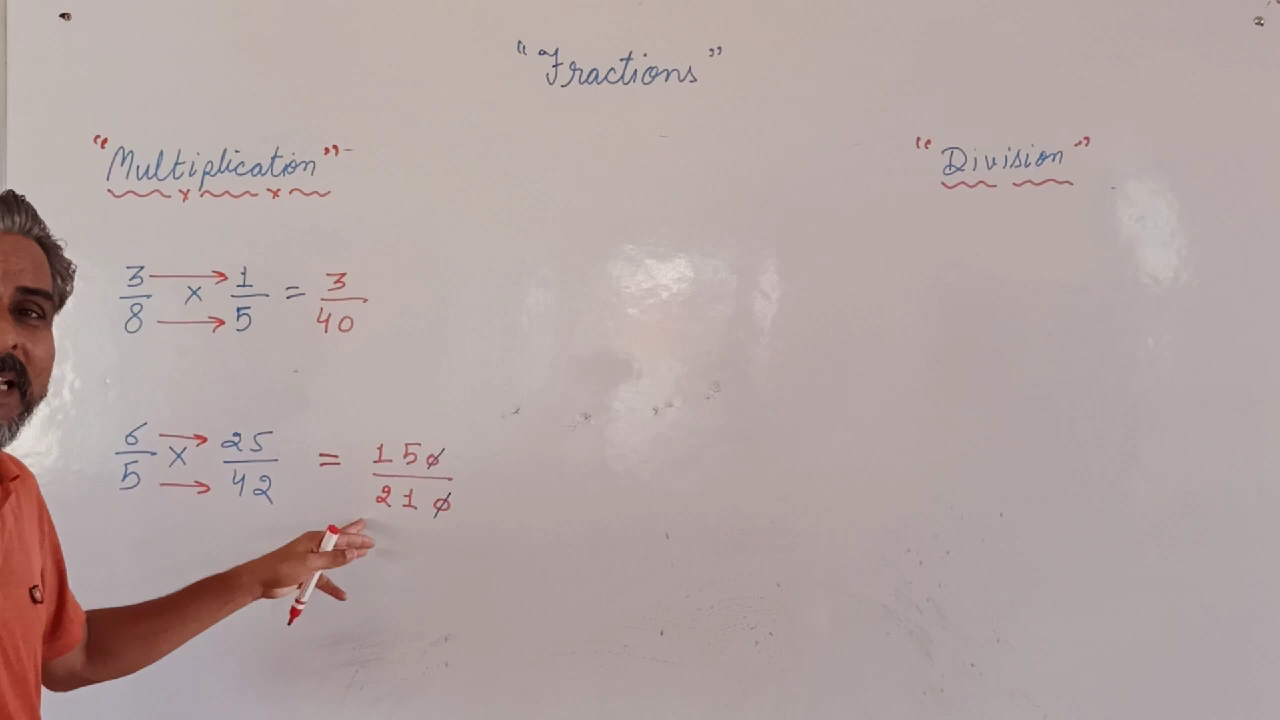 "Fractions"
"Multiplication"
3/8 × 1/5 = 3/40
6/5 × 25/42 = 150/210
"Division"